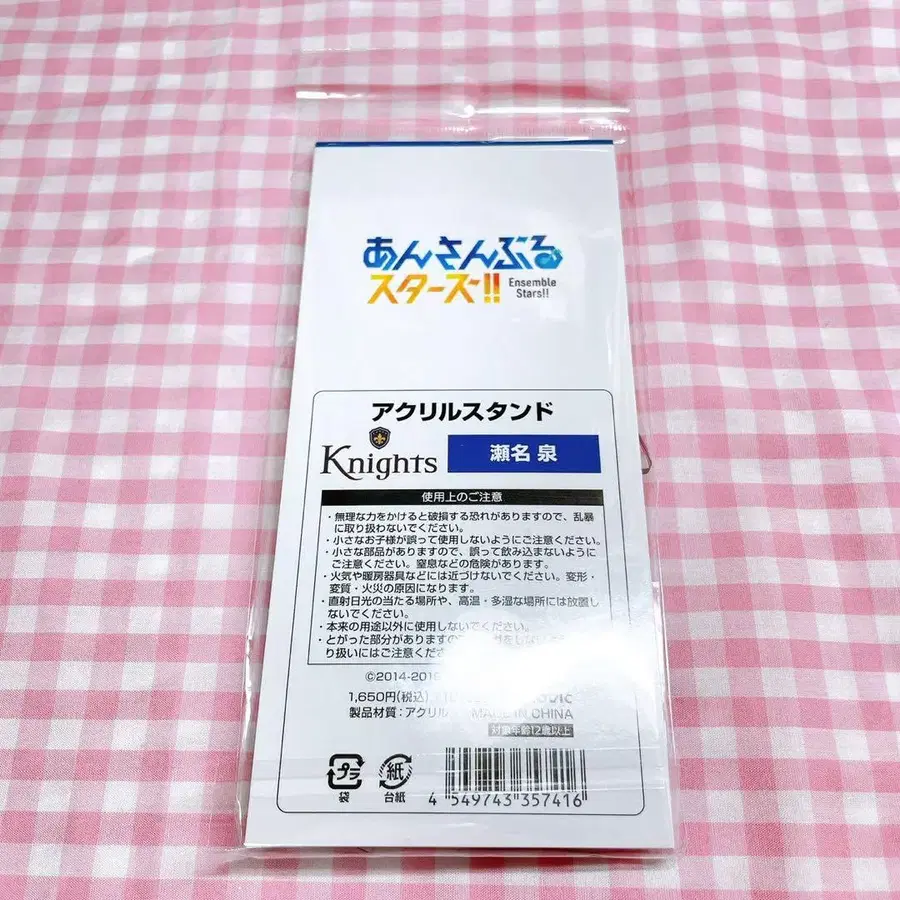 あんさんぶる
スターズ!!
Ensemble
Stars!!
アクリルスタンド
Knights
瀬名 泉
使用上のご注意
・無理な力をかけると破損する恐れがありますので、乱暴
に取り扱わないでください。
・小さなお子様が誤って使用しないようにご注意ください。
・小さな部品がありますので、誤って飲み込まないように
ご注意ください。窒息などの危険があります。
・火気や暖房器具などには近づけないでください。変形・
変質・火災の原因になります。
・直射日光の当たる場所や、高温・多湿な場所には放置し
ないでください。
・本来の用途以外に使用しないでください。
・とがった部分がありますので
り扱いにはご注意くださ
©2014-201
1,650円(税込)
製品材質:アクリル MADE IN CHINA
対象年齢12歳以上
プラ
袋
紙
台紙
4 549743 357416